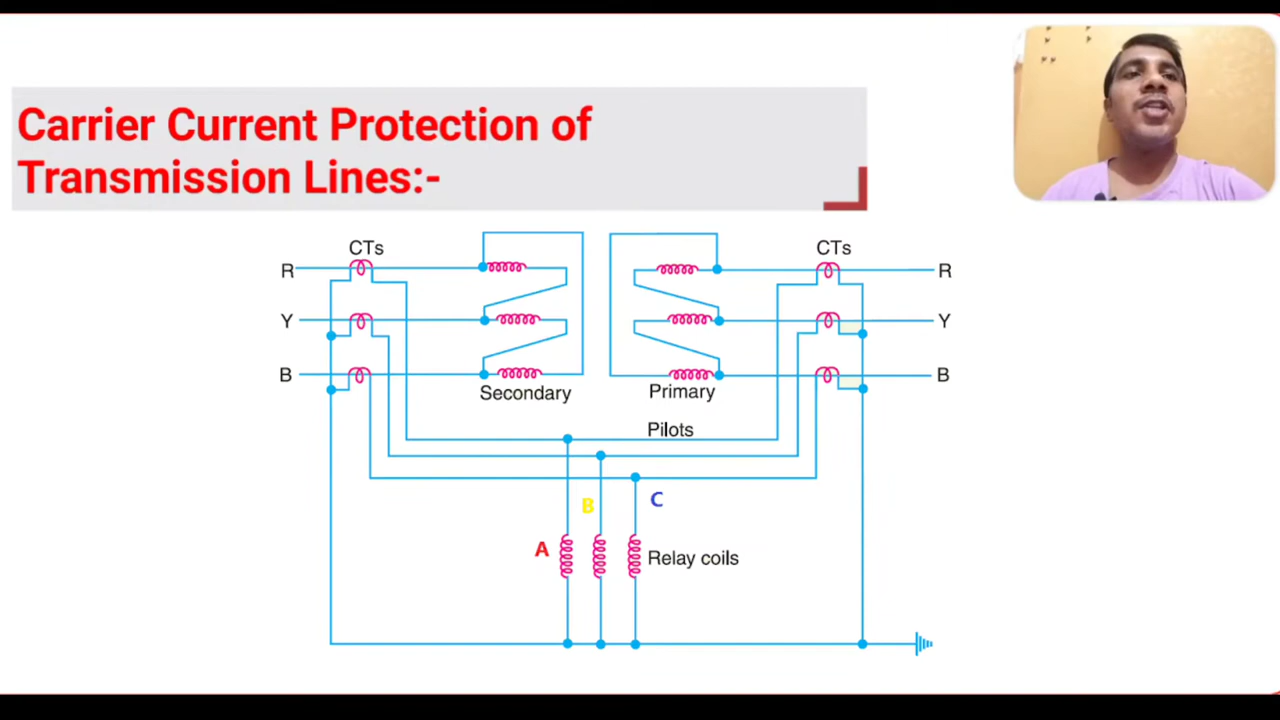 Carrier Current Protection of
Transmission Lines:-
CTs
CTs
R
R
Y
Y
B
B
Secondary
Primary
Pilots
B
C
A
Relay coils